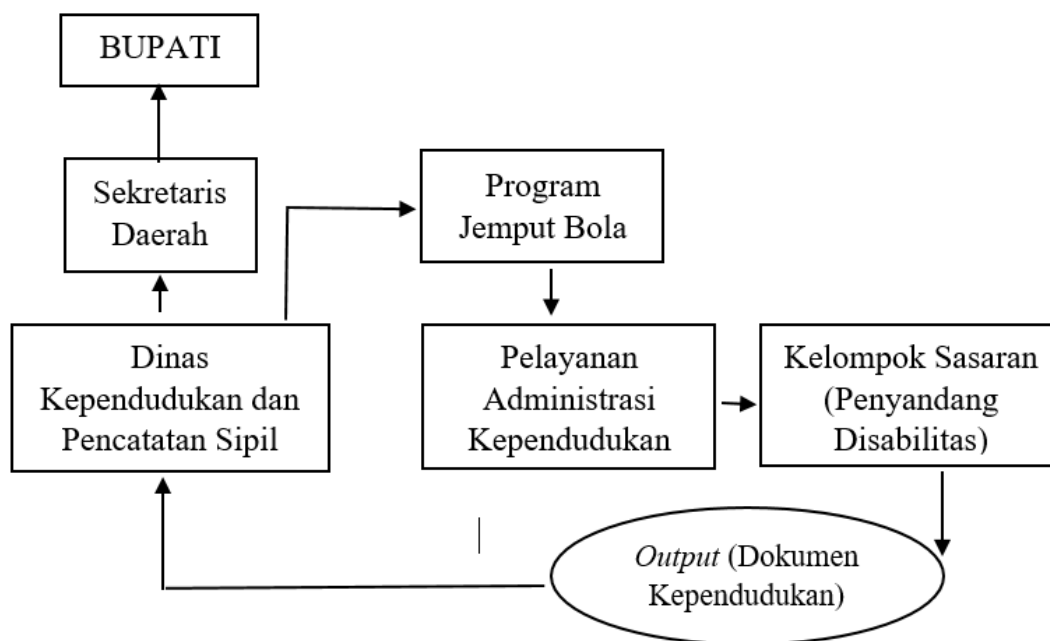 BUPATI
Sekretaris
Daerah
Program
Jemput Bola
Dinas
Kependudukan dan
Pencatatan Sipil
Pelayanan
Administrasi
Kependudukan
Kelompok Sasaran
(Penyandang
Disabilitas)
Output (Dokumen
Kependudukan)